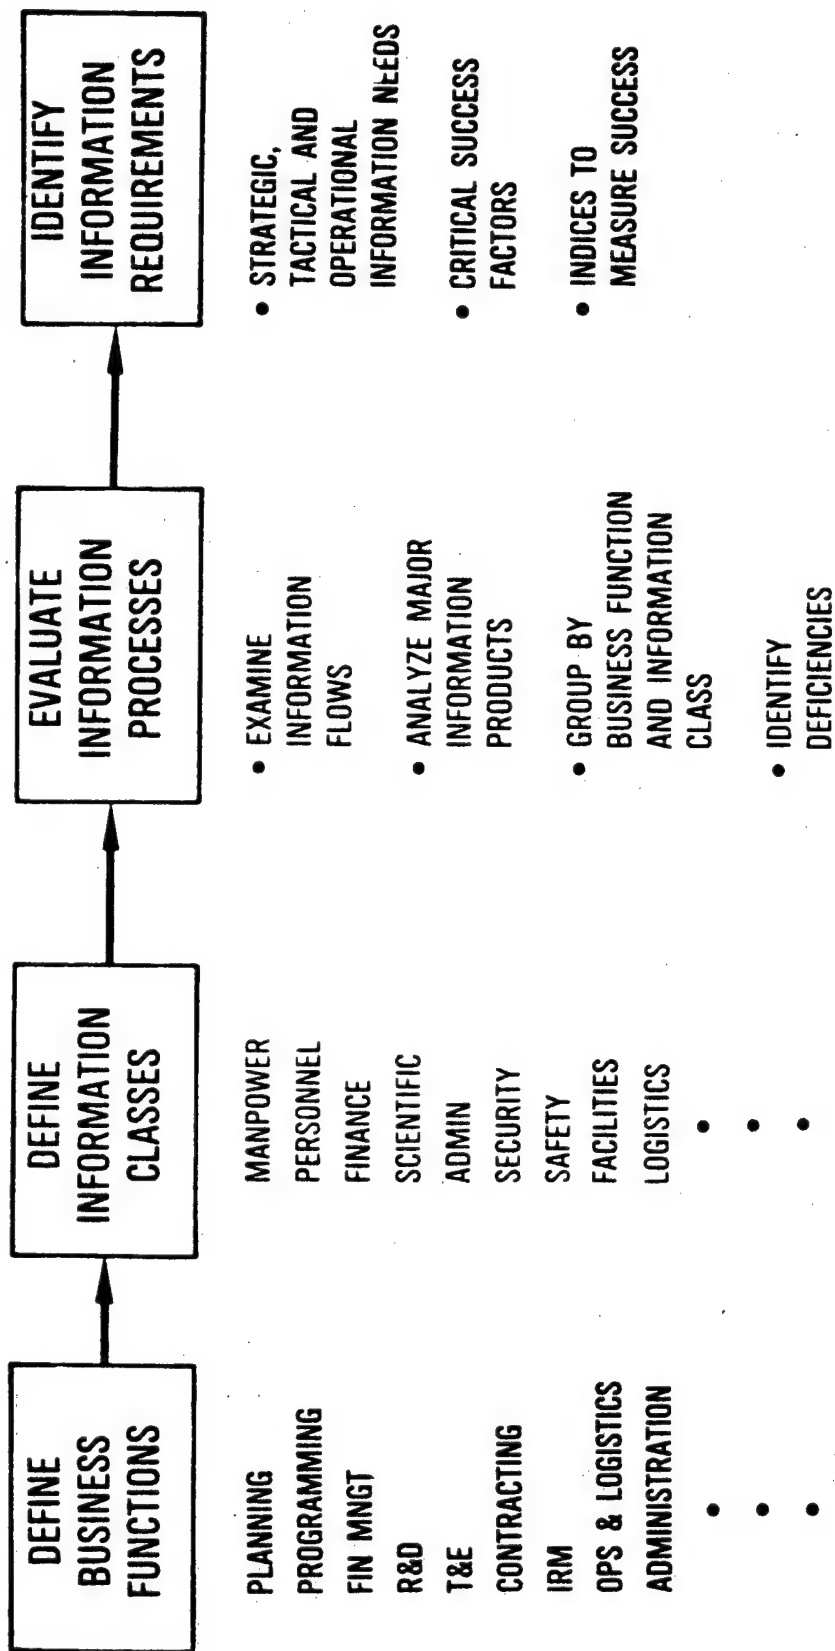 DEFINE
BUSINESS
FUNCTIONS
PLANNING
PROGRAMMING
FIN MNGT
R&D
T&E
CONTRACTING
IRM
OPS & LOGISTICS
ADMINISTRATION
DEFINE
INFORMATION
CLASSES
MANPOWER
PERSONNEL
FINANCE
SCIENTIFIC
ADMIN
SECURITY
SAFETY
FACILITIES
LOGISTICS
EVALUATE
INFORMATION
PROCESSES
• EXAMINE
INFORMATION
FLOWS
• ANALYZE MAJOR
INFORMATION
PRODUCTS
• GROUP BY
BUSINESS FUNCTION
AND INFORMATION
CLASS
• IDENTIFY
DEFICIENCIES
IDENTIFY
INFORMATION
REQUIREMENTS
• STRATEGIC,
TACTICAL AND
OPERATIONAL
INFORMATION NEEDS
• CRITICAL SUCCESS
FACTORS
• INDICES TO
MEASURE SUCCESS